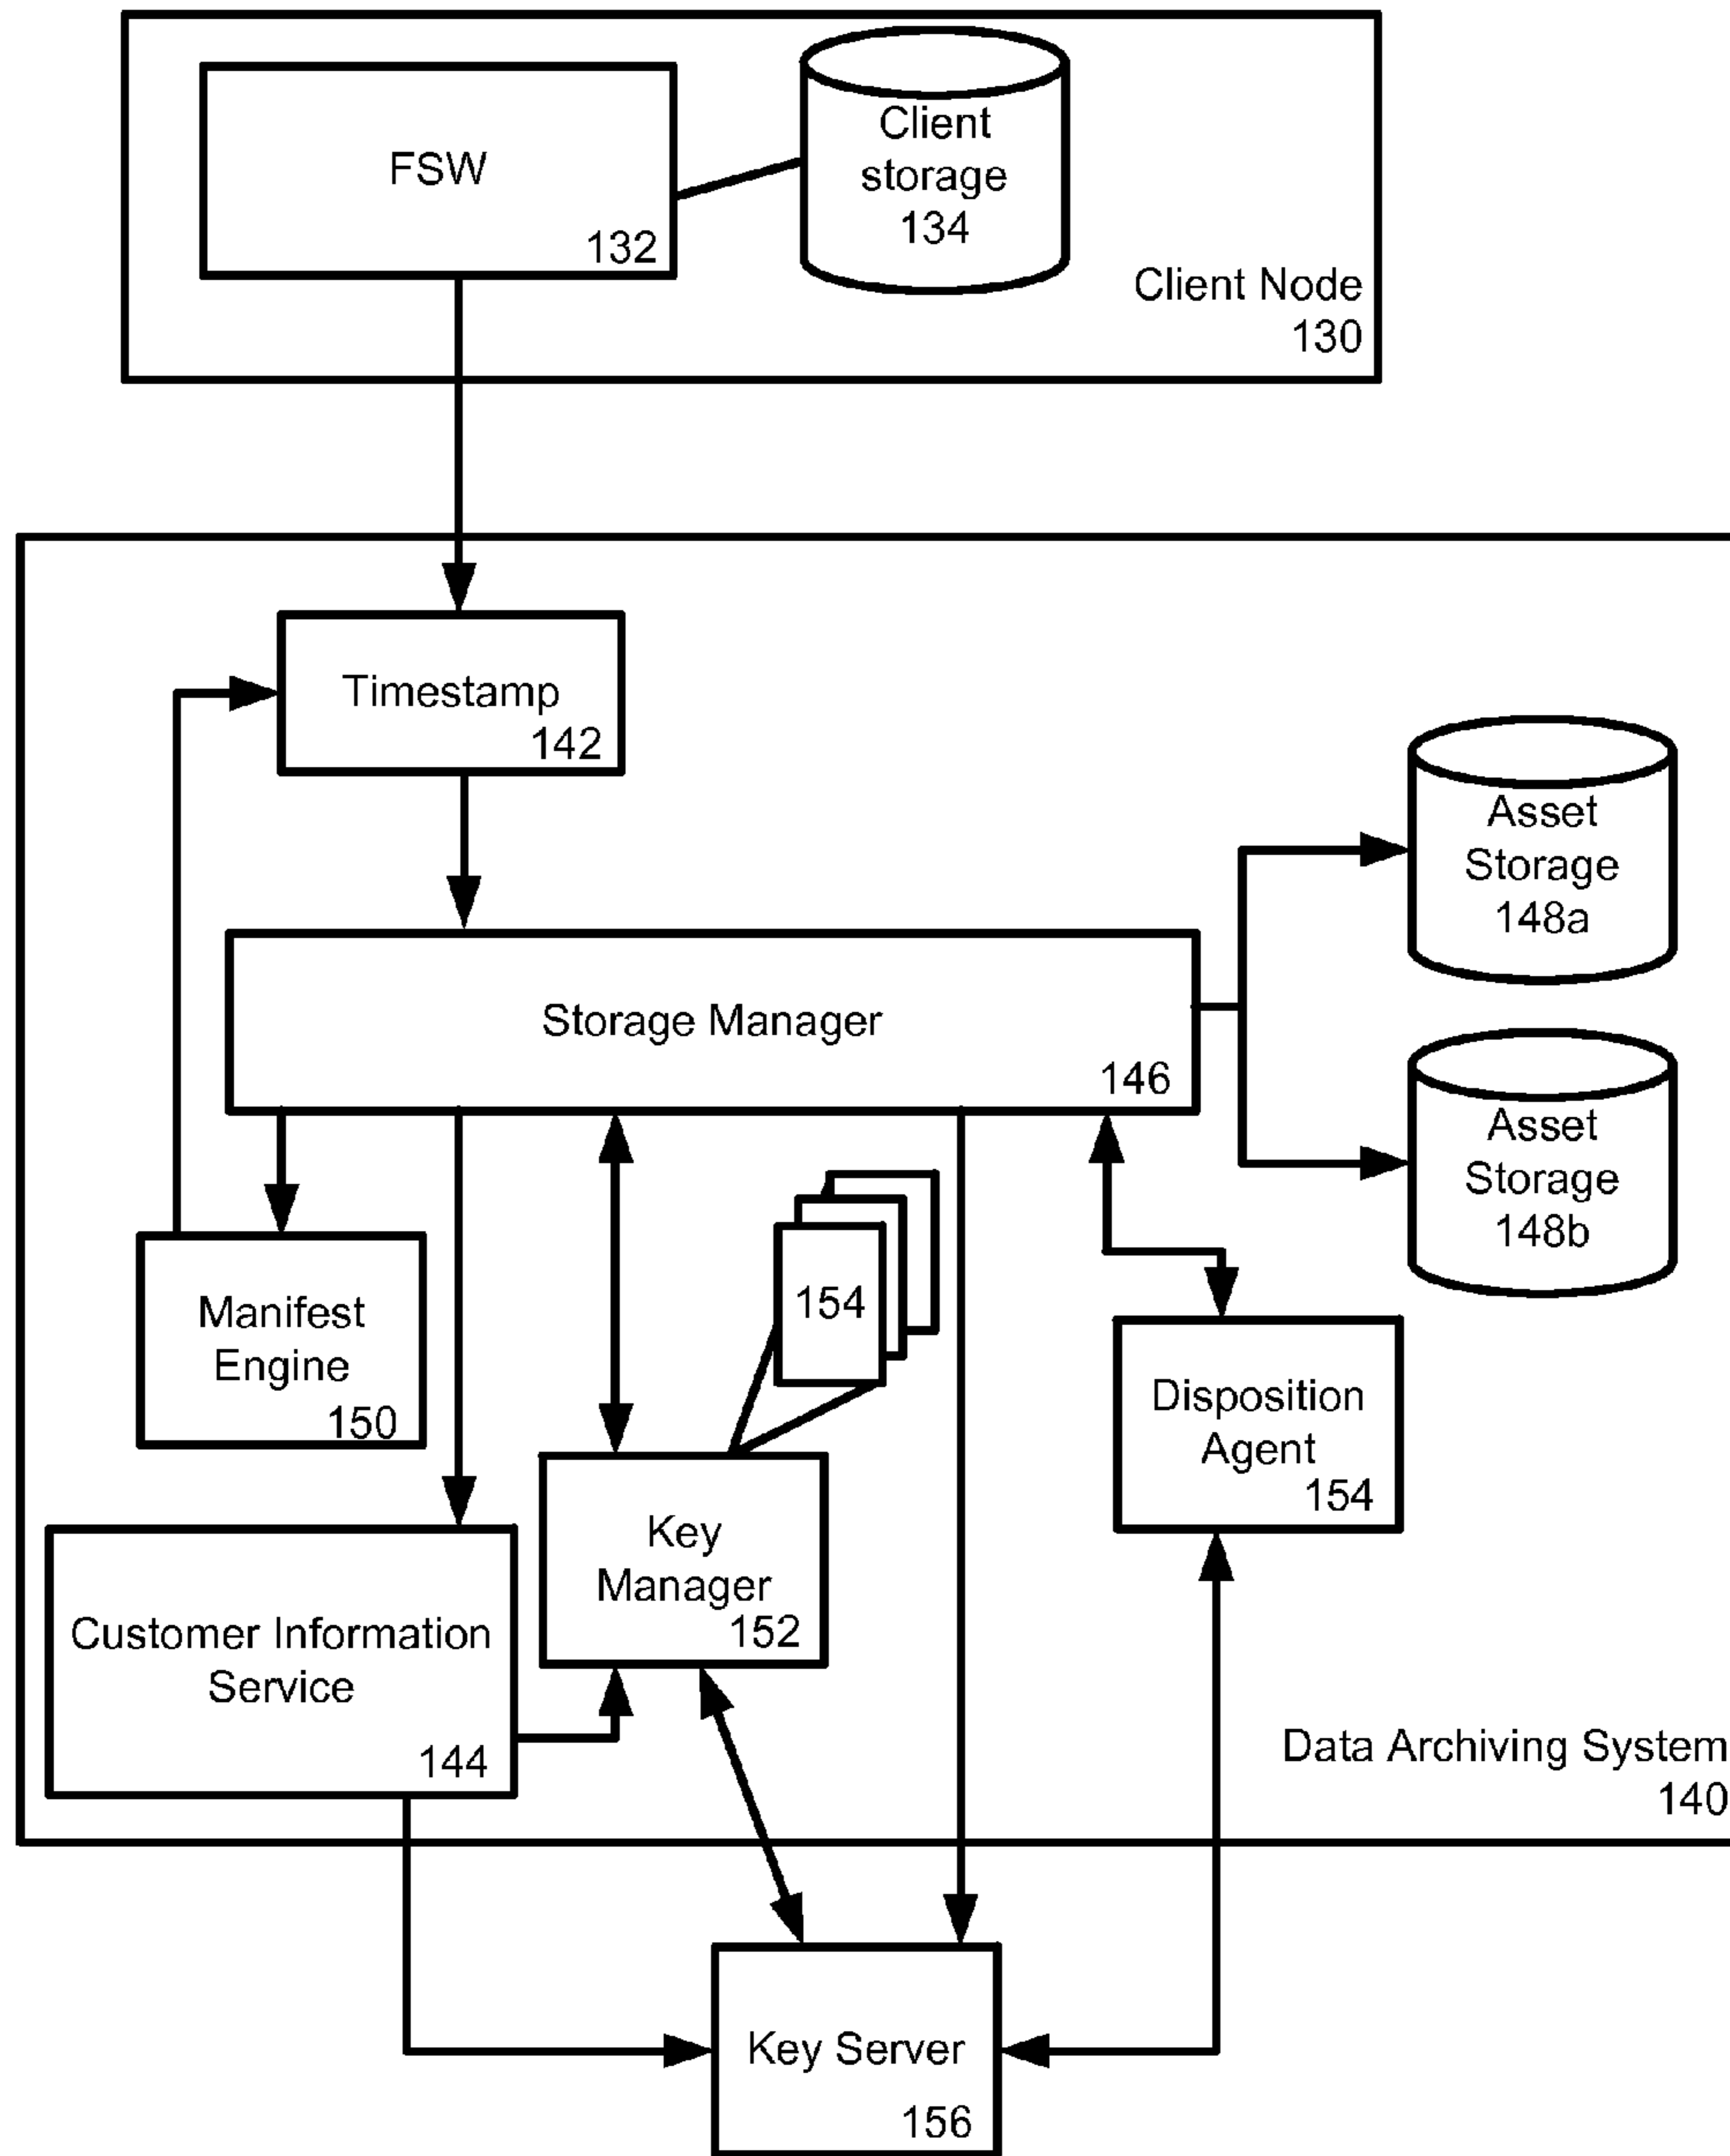 FSW
132
Client
storage
134
Client Node
130
Timestamp
142
Asset
Storage
148a
Storage Manager
146
Asset
Storage
148b
Manifest
Engine
150
154
Disposition
Agent
154
Key
Manager
152
Customer Information
Service
144
Data Archiving System
140
Key Server
156